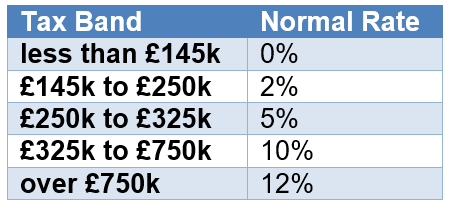 Tax Band Normal Rate
less than £145k 0%
£145k to £250k 2%
£250k to £325k 5%
£325k to £750k 10%
over £750k 12%